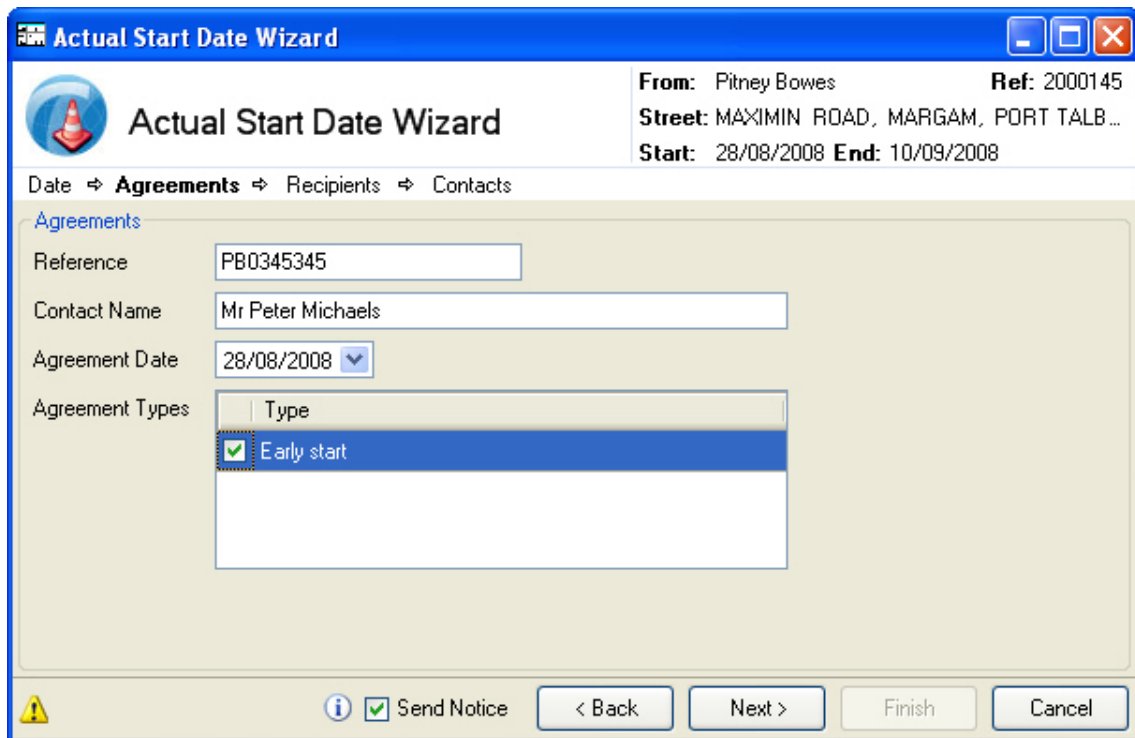 Actual Start Date Wizard
Actual Start Date Wizard
From: Pitney Bowes Ref: 2000145
Street: MAXIMIN ROAD, MARGAM, PORT TALB...
Start: 28/08/2008 End: 10/09/2008
Date ⇨ Agreements ⇨ Recipients ⇨ Contacts
Agreements
Reference PB0345345
Contact Name Mr Peter Michaels
Agreement Date 28/08/2008
Agreement Types Type
Early start
Send Notice < Back Next > Finish Cancel